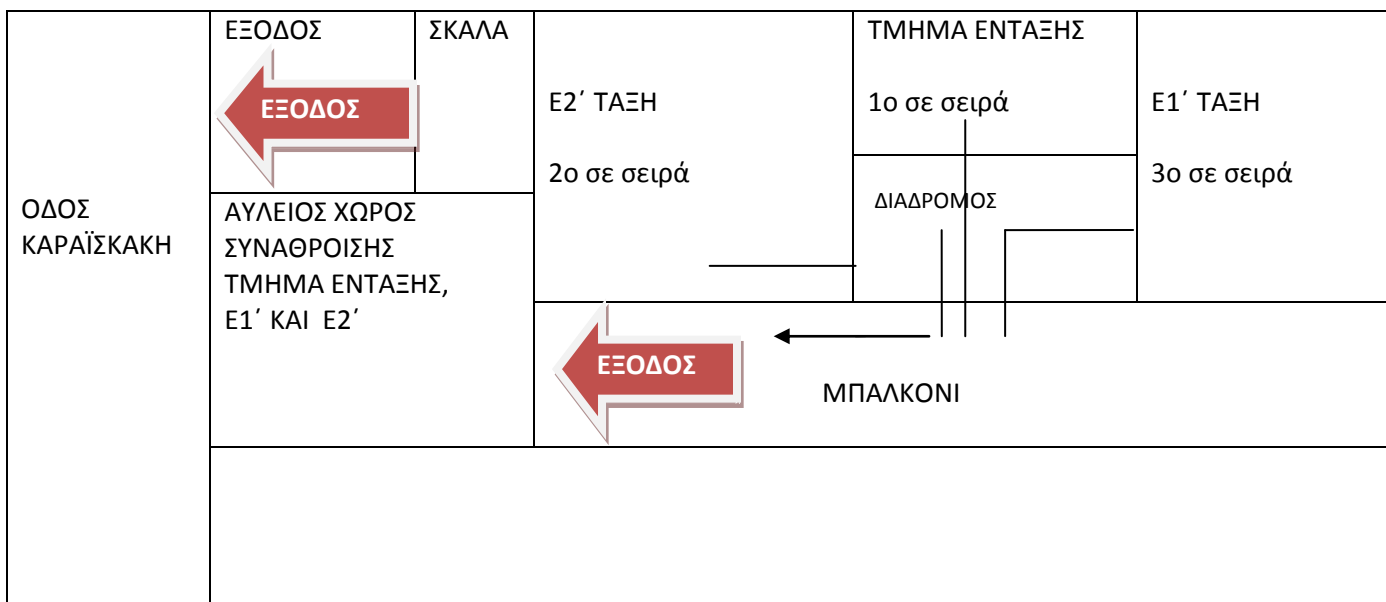 ΟΔΟΣ
ΚΑΡΑΪΣΚΑΚΗ
ΕΞΟΔΟΣ
ΕΞΟΔΟΣ
ΣΚΑΛΑ
ΑΥΛΕΙΟΣ ΧΩΡΟΣ
ΣΥΝΑΘΡΟΙΣΗΣ
ΤΜΗΜΑ ΕΝΤΑΞΗΣ,
Ε1΄ ΚΑΙ Ε2΄
Ε2΄ ΤΑΞΗ
2ο σε σειρά
ΤΜΗΜΑ ΕΝΤΑΞΗΣ
1ο σε σειρά
ΔΙΑΔΡΟΜΟΣ
Ε1΄ ΤΑΞΗ
3ο σε σειρά
ΕΞΟΔΟΣ
ΜΠΑΛΚΟΝΙ